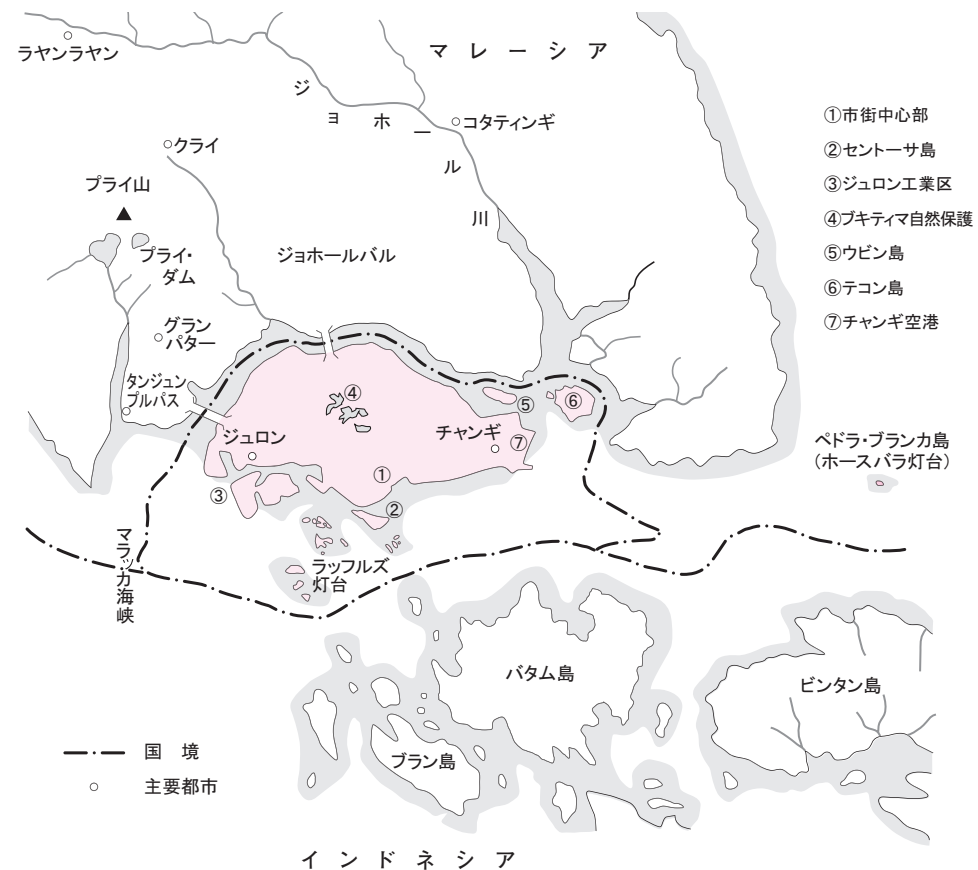 ラヤンラヤン
マレーシア
ジョホール川
コタティンギ
クライ
プライ山
プライ・
ダム
ジョホールバル
グラン
パター
タンジュン
プルパス
①市街中心部
②セントーサ島
③ジュロン工業区
④ブキティマ自然保護
⑤ウビン島
⑥テコン島
⑦チャンギ空港
④
⑤
⑥
ジュロン
チャンギ
⑦
①
③
②
ペドラ・ブランカ島
(ホースバラ灯台)
マラッカ海峡
ラッフルズ
灯台
バタム島
ビンタン島
ブラン島
国境
主要都市
インドネシア